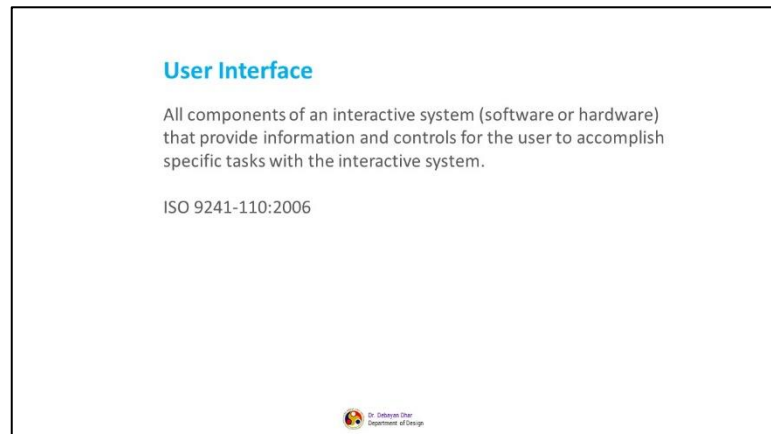 User Interface
All components of an interactive system (software or hardware)
that provide information and controls for the user to accomplish
specific tasks with the interactive system.
ISO 9241-110:2006
Dr. Debayan Dhar
Department of Design